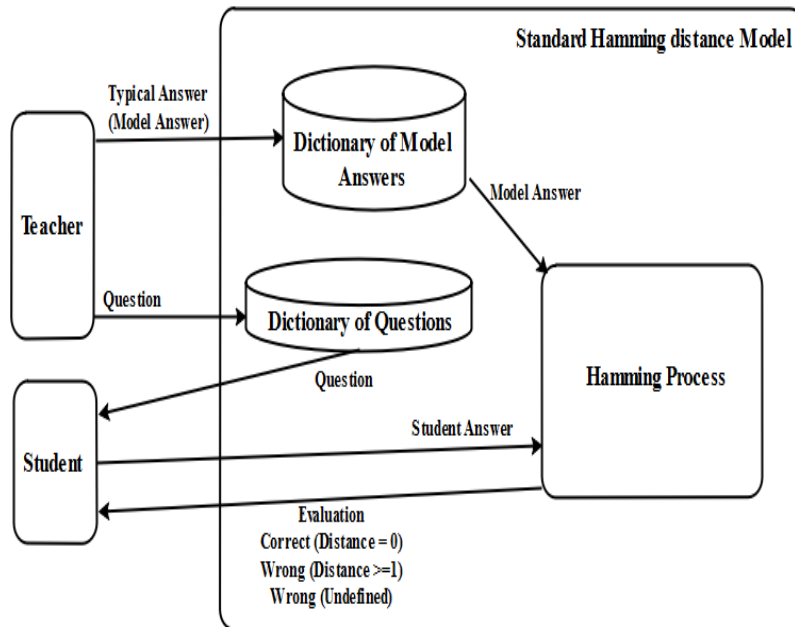 Standard Hamming distance Model
Typical Answer
(Model Answer)
Dictionary of Model
Answers
Teacher
Model Answer
Question
Dictionary of Questions
Hamming Process
Question
Student Answer
Student
Evaluation
Correct (Distance = 0)
Wrong (Distance >=1)
Wrong (Undefined)